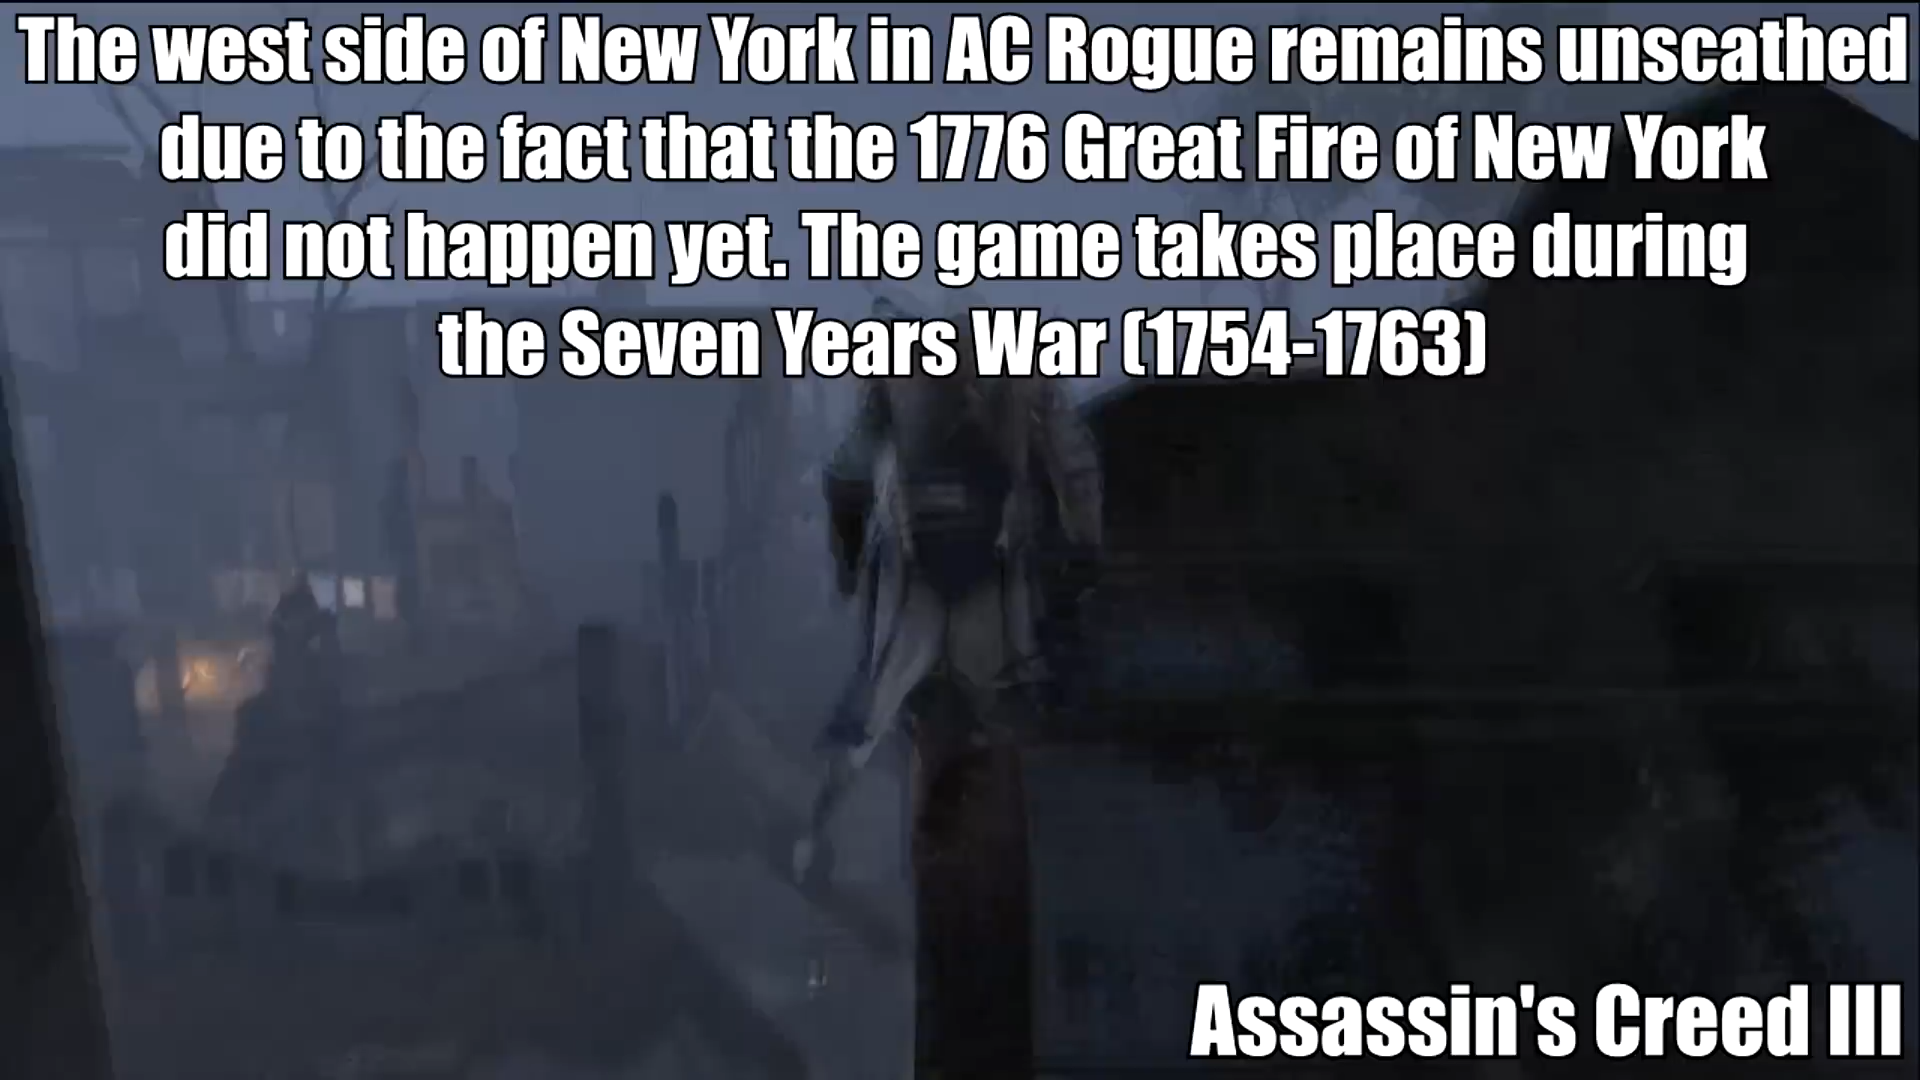 The west side of New York in AC Rogue remains unscathed
due to the fact that the 1776 Great Fire of New York
did not happen yet. The game takes place during
the Seven Years War (1754-1763)
Assassin's Creed III